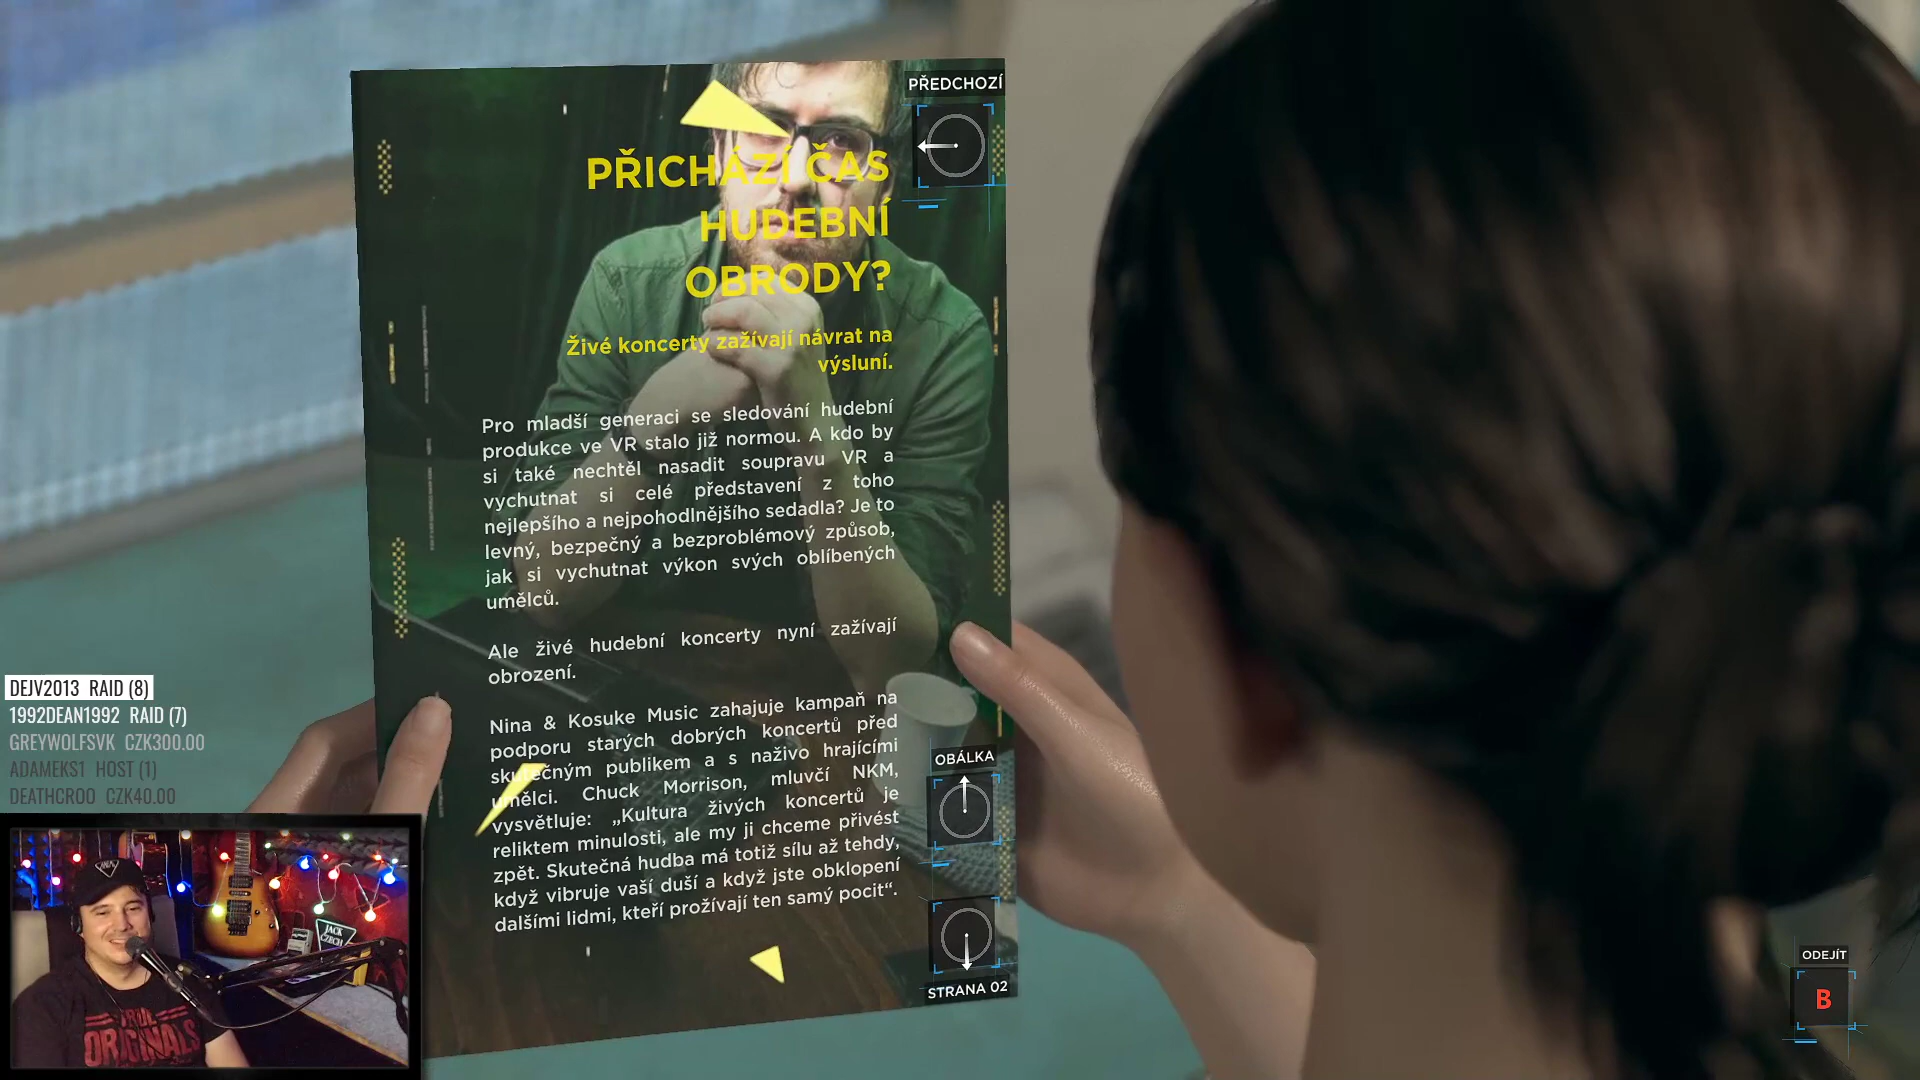 PŘEDCHOZÍ
PŘICHÁZÍ ČAS
HUDEBNÍ
OBRODY?
Živé koncerty zažívají návrat na
výsluní.
Pro mladší generaci se sledování hudební
produkce ve VR stalo již normou. A kdo by
si také nechtěl nasadit soupravu VR a
vychutnat si celé představení z toho
nejlepšího a nejpohodlnějšího sedadla? Je to
levný, bezpečný a bezproblémový způsob,
jak si vychutnat výkon svých oblíbených
umělců.
Ale živé hudební koncerty nyní zažívají
obrození.
Nina & Kosuke Music zahajuje kampaň na
podporu starých dobrých koncertů před
skutečným publikem a s naživo hrajícími
umělci. Chuck Morrison, mluvčí NKM,
vysvětluje: „Kultura živých koncertů je
reliktem minulosti, ale my ji chceme přivést
zpět. Skutečná hudba má totiž sílu až tehdy,
když vibruje vaší duší a když jste obklopení
dalšími lidmi, kteří prožívají ten samý pocit“.
OBÁLKA
STRANA 02
ODEJÍT
B
DEJV2013 RAID (8)
1992DEAN1992 RAID (7)
GREYWOLFSVK CZK300.00
ADAMEKS1 HOST (1)
DEATHCROO CZK40.00
JACK
CZECH
TRUE
ORIGINALS